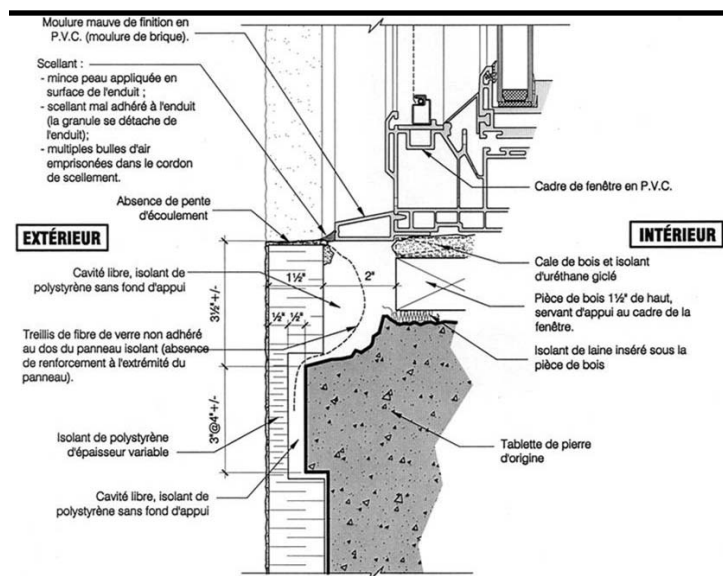 Moulure mauve de finition en
P.V.C. (moulure de brique).
Scellant :
- mince peau appliquée en
surface de l'enduit ;
- scellant mal adhéré à l'enduit
(la granule se détache de
l'enduit);
- multiples bulles d'air
emprisonées dans le cordon
de scellement.
Absence de pente
d'écoulement
EXTÉRIEUR
Cavité libre, isolant de
polystyrène sans fond d'appui
Treillis de fibre de verre non adhéré
au dos du panneau isolant (absence
de renforcement à l'extrémité du
panneau).
Isolant de polystyrène
d'épaisseur variable
Cavité libre, isolant de
polystyrène sans fond d'appui
3½"+/-
3"@4"+/-
1½"
2"
½"
½"
Cadre de fenêtre en P.V.C.
INTÉRIEUR
Cale de bois et isolant
d'uréthane giclé
Pièce de bois 1½" de haut,
servant d'appui au cadre de la
fenêtre.
Isolant de laine inséré sous la
pièce de bois
Tablette de pierre
d'origine